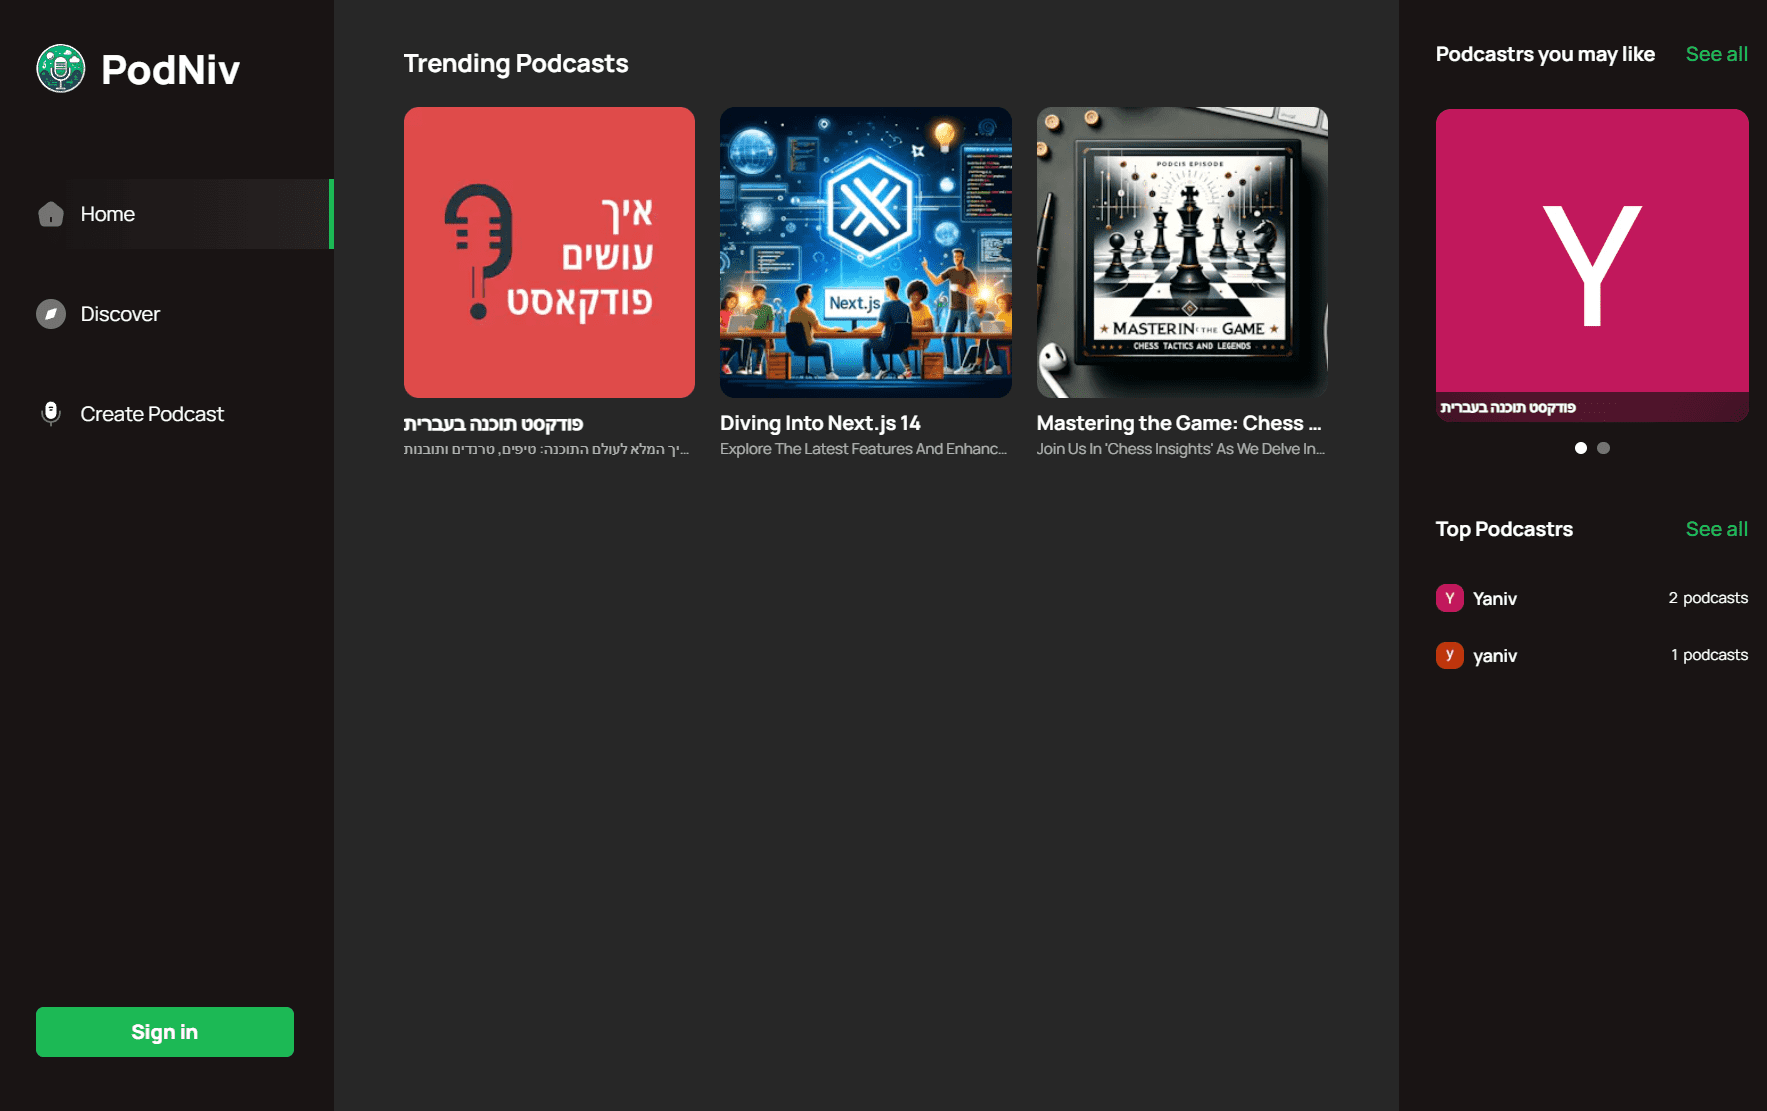 PodNiv
Home
Discover
Create Podcast
Sign in
Trending Podcasts
איך
עושים
פודקאסט
פודקסט תוכנה בעברית
יך המלא לעולם התוכנה: טיפים, טרנדים ותובנות...
Next.js
Diving Into Next.js 14
Explore The Latest Features And Enhanc...
PODCIS EPISODE
MASTERIN THE GAME
CHESS TACTICS AND LEGENDS
Mastering the Game: Chess ...
Join Us In 'Chess Insights' As We Delve In...
Podcastrs you may like
See all
Y
פודקסט תוכנה בעברית
Top Podcastrs
See all
Y Yaniv 2 podcasts
y yaniv 1 podcasts